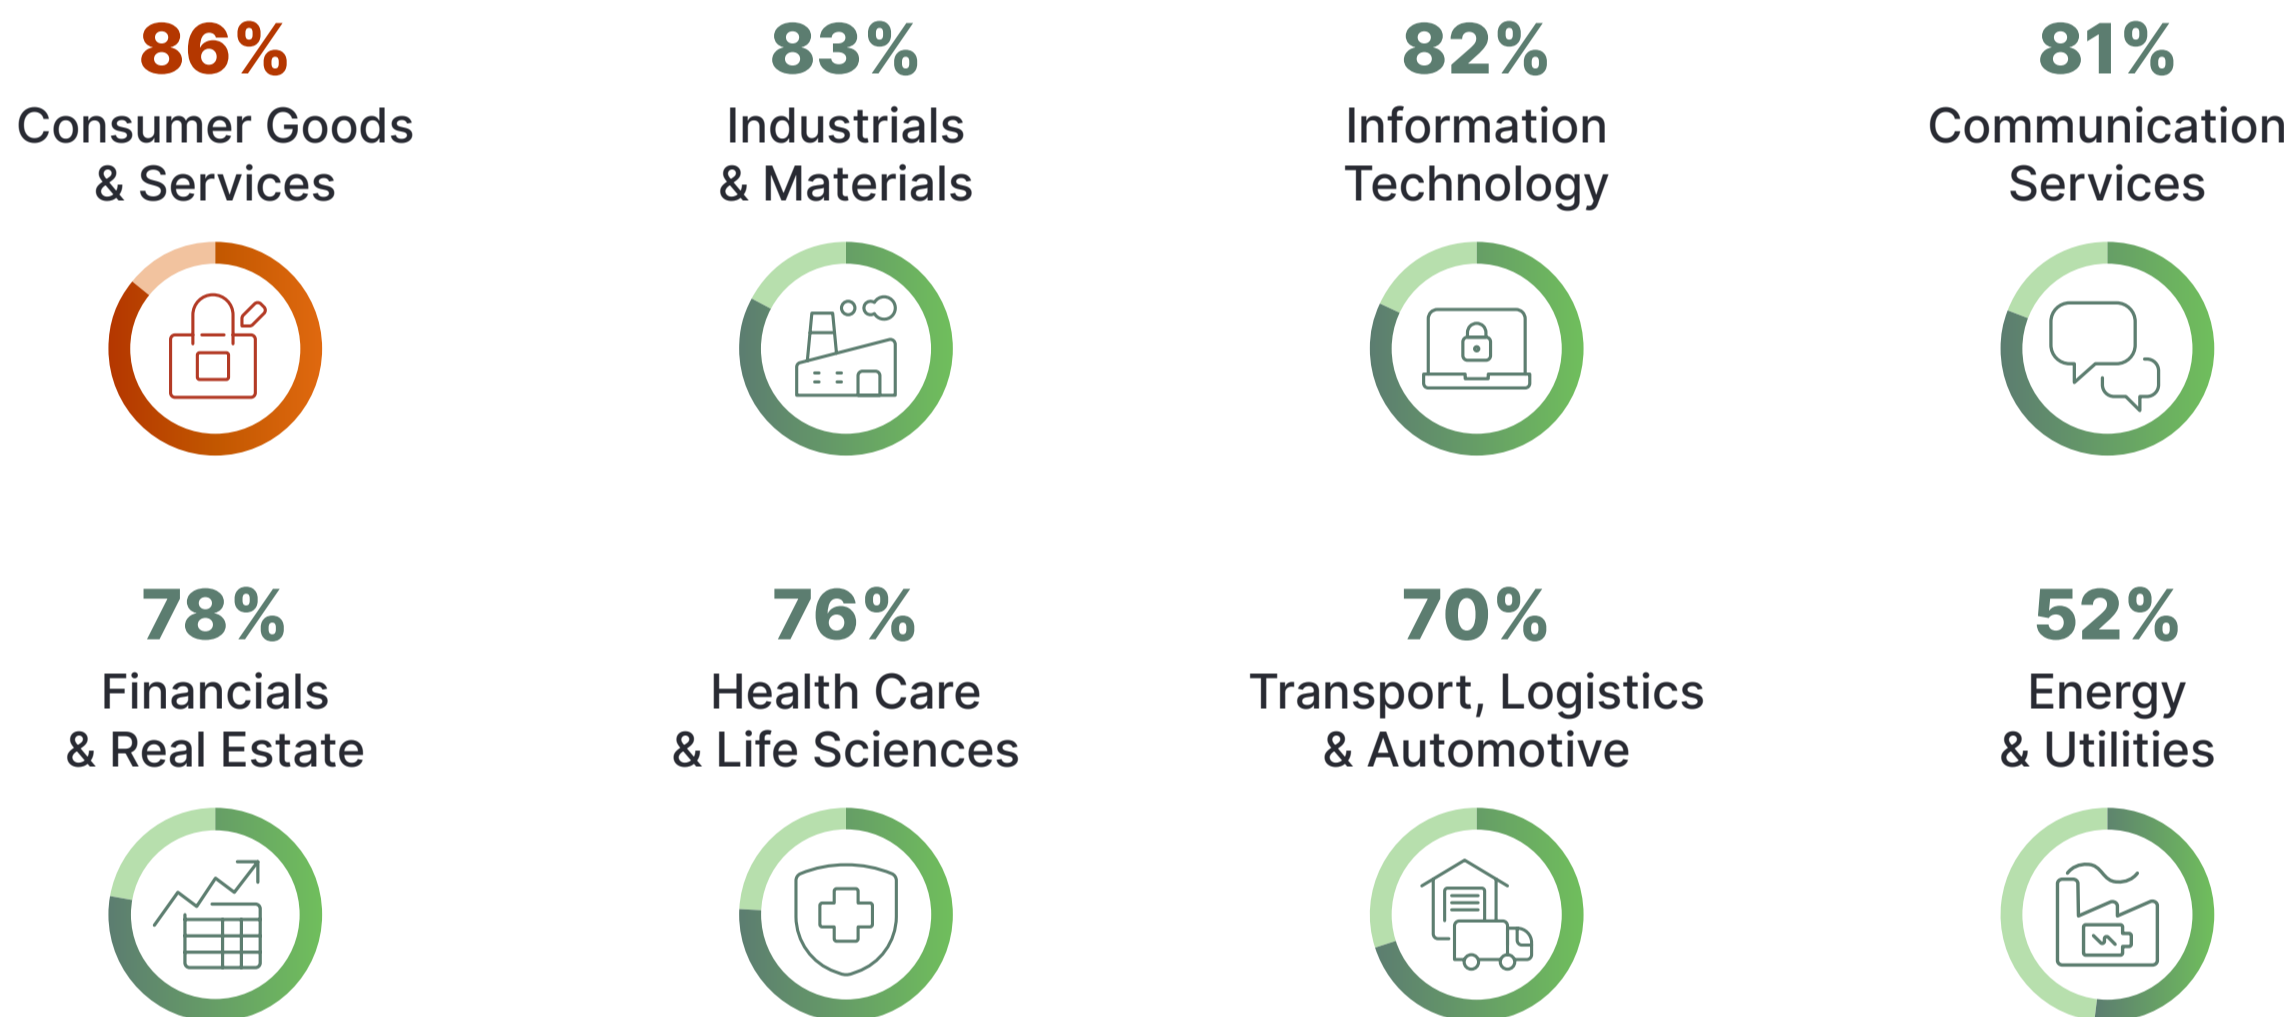 86%
Consumer Goods
& Services
83%
Industrials
& Materials
82%
Information
Technology
81%
Communication
Services
78%
Financials
& Real Estate
76%
Health Care
& Life Sciences
70%
Transport, Logistics
& Automotive
52%
Energy
& Utilities